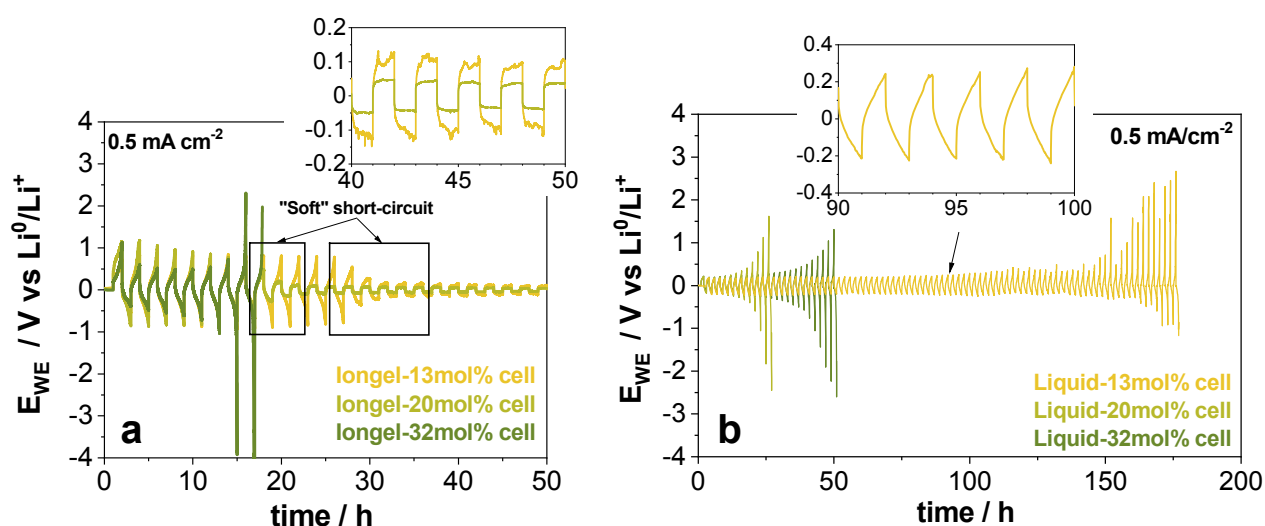 0.2
0.1
0
-0.1
-0.2
40
45
50
0.5 mA cm-2
"Soft" short-circuit
4
3
2
1
0
-1
-2
-3
-4
EWE / V vs Li0/Li+
Iongel-13mol% cell
Iongel-20mol% cell
Iongel-32mol% cell
a
0 10 20 30 40 50
time / h
0.4
0.2
0
-0.2
-0.4
90 95 100
0.5 mA/cm-2
4
3
2
1
0
-1
-2
-3
-4
EWE / V vs Li0/Li+
Liquid-13mol% cell
Liquid-20mol% cell
Liquid-32mol% cell
b
0 50 100 150 200
time / h